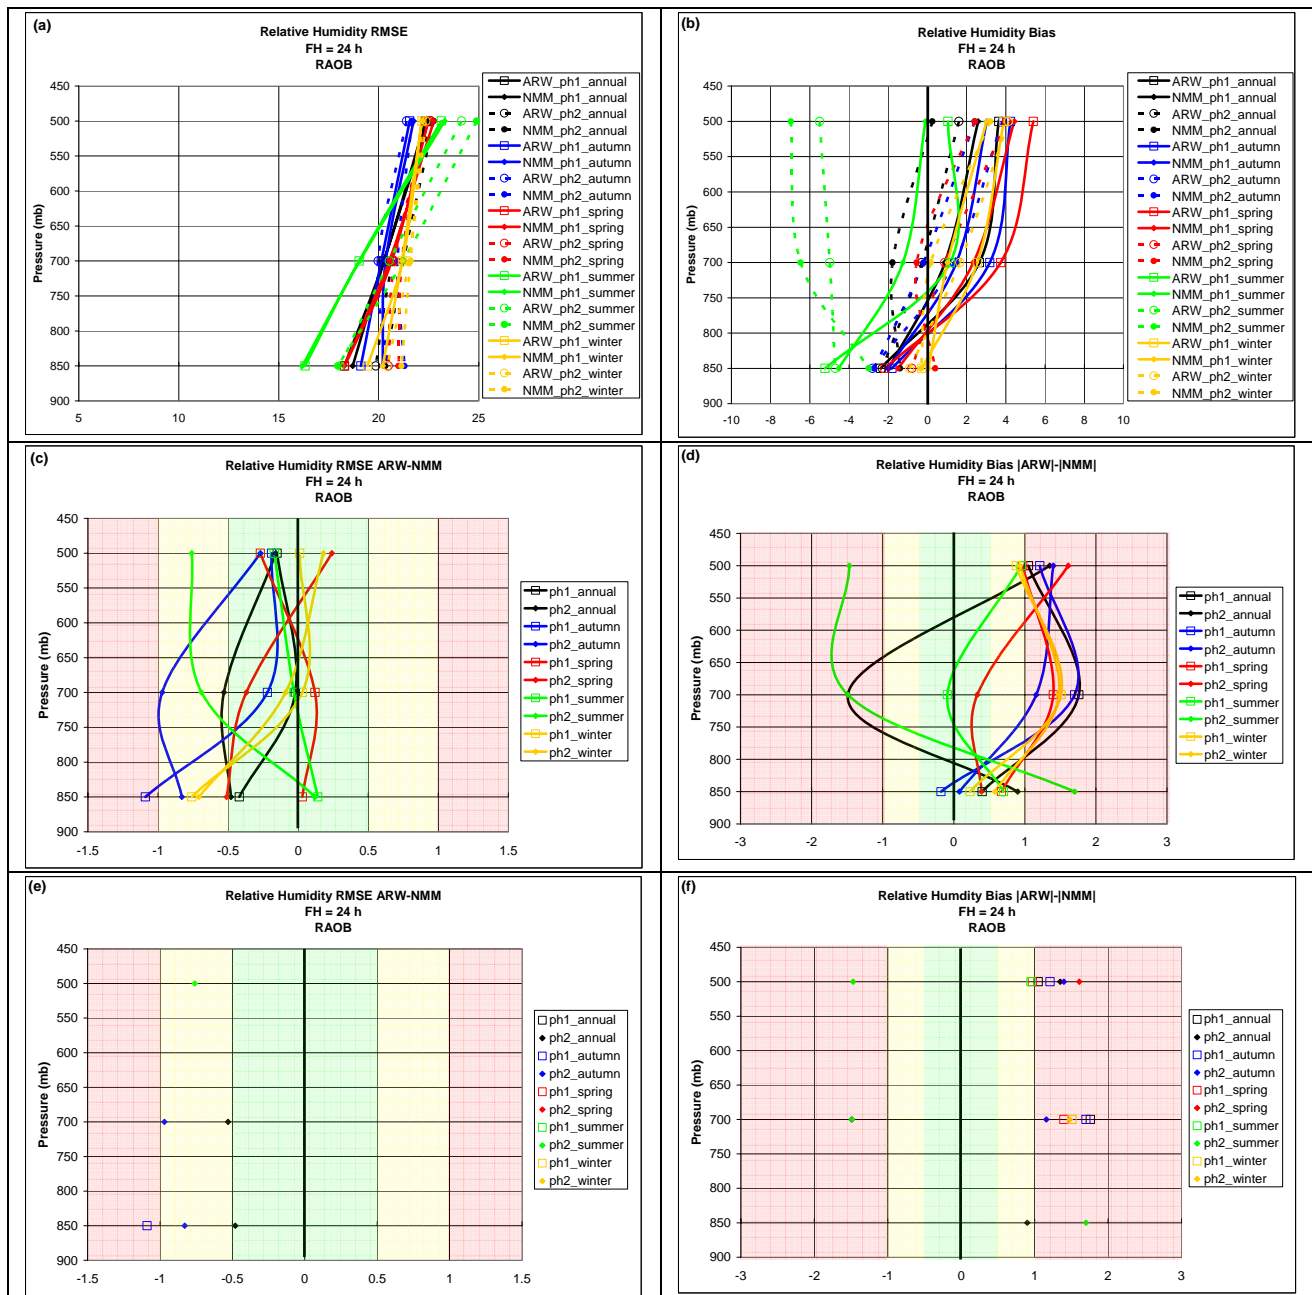 (a)
Relative Humidity RMSE
FH = 24 h
RAOB
Pressure (mb)
450
500
550
600
650
700
750
800
850
900
5
10
15
20
25
ARW_ph1_annual
NMM_ph1_annual
ARW_ph2_annual
NMM_ph2_annual
ARW_ph1_autumn
NMM_ph1_autumn
ARW_ph2_autumn
NMM_ph2_autumn
ARW_ph1_spring
NMM_ph1_spring
ARW_ph2_spring
NMM_ph2_spring
ARW_ph1_summer
NMM_ph1_summer
ARW_ph2_summer
NMM_ph2_summer
ARW_ph1_winter
NMM_ph1_winter
ARW_ph2_winter
NMM_ph2_winter
(b)
Relative Humidity Bias
FH = 24 h
RAOB
Pressure (mb)
450
500
550
600
650
700
750
800
850
900
-10
-8
-6
-4
-2
0
2
4
6
8
10
ARW_ph1_annual
NMM_ph1_annual
ARW_ph2_annual
NMM_ph2_annual
ARW_ph1_autumn
NMM_ph1_autumn
ARW_ph2_autumn
NMM_ph2_autumn
ARW_ph1_spring
NMM_ph1_spring
ARW_ph2_spring
NMM_ph2_spring
ARW_ph1_summer
NMM_ph1_summer
ARW_ph2_summer
NMM_ph2_summer
ARW_ph1_winter
NMM_ph1_winter
ARW_ph2_winter
NMM_ph2_winter
(c)
Relative Humidity RMSE ARW-NMM
FH = 24 h
RAOB
Pressure (mb)
450
500
550
600
650
700
750
800
850
900
-1.5
-1
-0.5
0
0.5
1
1.5
ph1_annual
ph2_annual
ph1_autumn
ph2_autumn
ph1_spring
ph2_spring
ph1_summer
ph2_summer
ph1_winter
ph2_winter
(d)
Relative Humidity Bias |ARW|-|NMM|
FH = 24 h
RAOB
Pressure (mb)
450
500
550
600
650
700
750
800
850
900
-3
-2
-1
0
1
2
3
ph1_annual
ph2_annual
ph1_autumn
ph2_autumn
ph1_spring
ph2_spring
ph1_summer
ph2_summer
ph1_winter
ph2_winter
(e)
Relative Humidity RMSE ARW-NMM
FH = 24 h
RAOB
Pressure (mb)
450
500
550
600
650
700
750
800
850
900
-1.5
-1
-0.5
0
0.5
1
1.5
ph1_annual
ph2_annual
ph1_autumn
ph2_autumn
ph1_spring
ph2_spring
ph1_summer
ph2_summer
ph1_winter
ph2_winter
(f)
Relative Humdity Bias |ARW|-|NMM|
FH = 24 h
RAOB
Pressure (mb)
450
500
550
600
650
700
750
800
850
900
-3
-2
-1
0
1
2
3
ph1_annual
ph2_annual
ph1_autumn
ph2_autumn
ph1_spring
ph2_spring
ph1_summer
ph2_summer
ph1_winter
ph2_winter